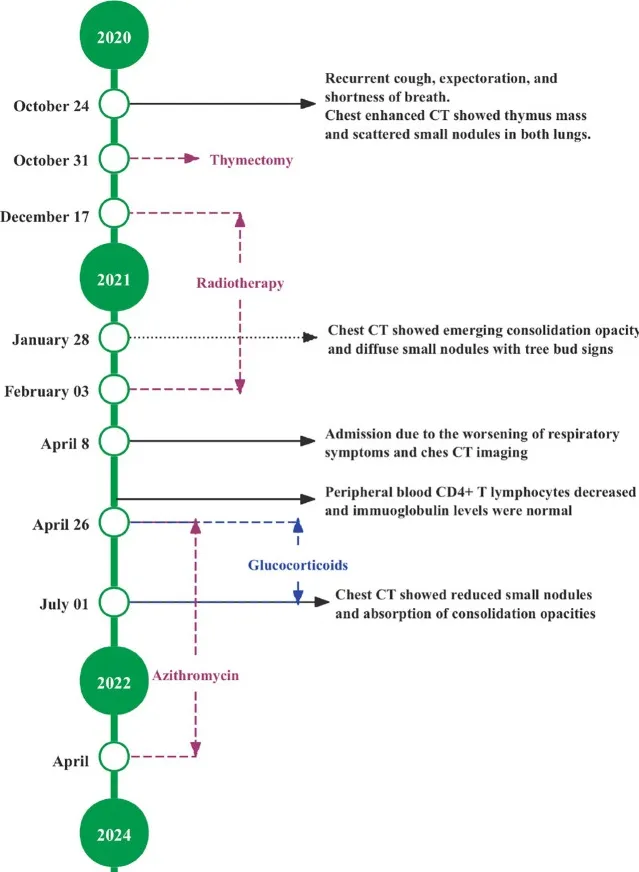 2020
October 24
Recurrent cough, expectoration, and
shortness of breath.
Chest enhanced CT showed thymus mass
and scattered small nodules in both lungs.
October 31
Thymectomy
December 17
2021
Radiotherapy
January 28
Chest CT showed emerging consolidation opacity
and diffuse small nodules with tree bud signs
February 03
April 8
Admission due to the worsening of respiratory
symptoms and ches CT imaging
Peripheral blood CD4+ T lymphocytes decreased
and immuoglobulin levels were normal
April 26
Glucocorticoids
July 01
Chest CT showed reduced small nodules
and absorption of consolidation opacities
2022
Azithromycin
April
2024